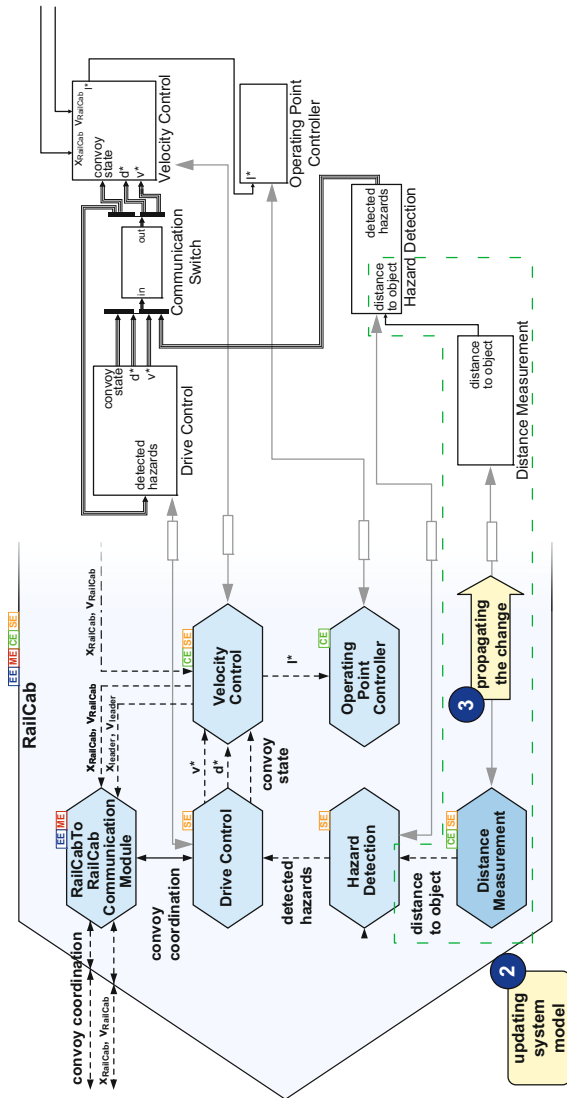 RailCab
EE ME CE SE
convoy coordination
xRailCab, vRailCab
EE ME
RailCabTo
RailCab
Communication
Module
xRailCab, vRailCab
xleader, vleader
xRailCab, vRailCab
convoy
coordination
SE
Drive Control
v*
d*
convoy
state
CE SE
Velocity
Control
detected
hazards
l*
SE
Hazard
Detection
CE
Operating
Point
Controller
distance
to object
CE SE
Distance
Measurement
2
updating
system
model
3
propagating
the change
detected
hazards
convoy
state
d*
v*
Drive Control
in
out
Communication
Switch
xRailCab
vRailCab
convoy
state
d*
v*
l*
Velocity Control
l*
Operating Point
Controller
distance
to object
detected
hazards
Hazard Detection
distance
to object
Distance Measurement